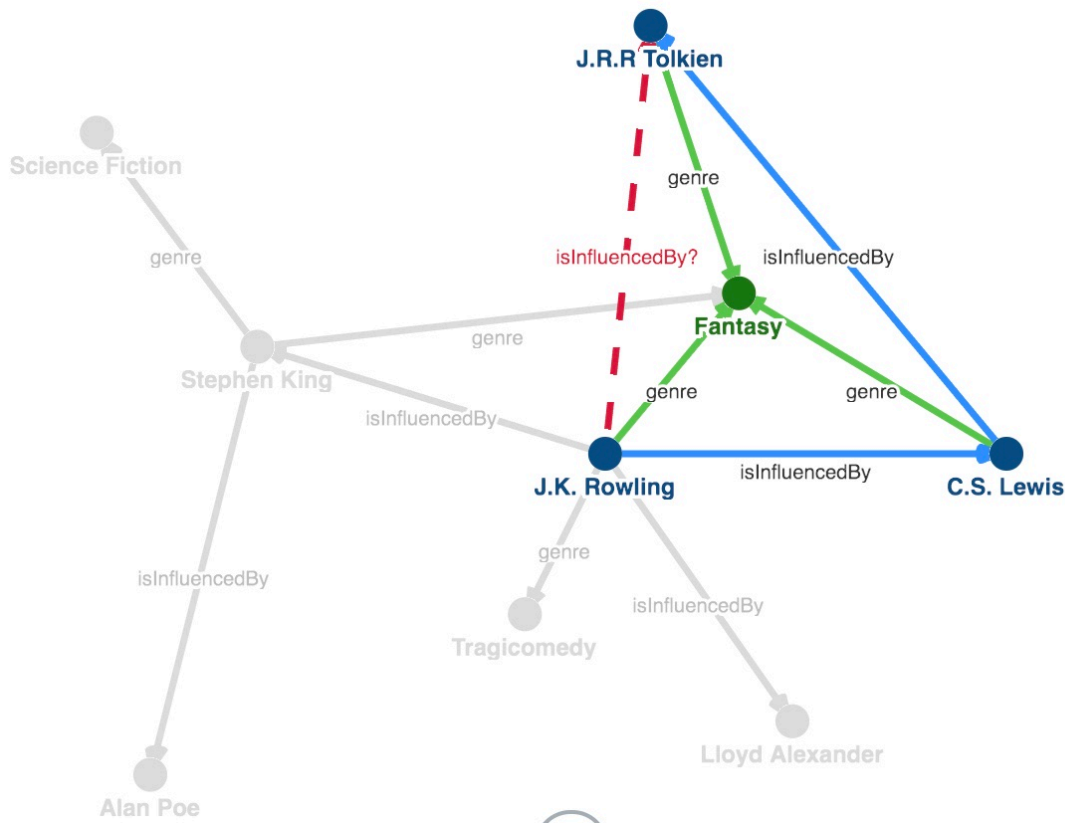 J.R.R Tolkien
Science Fiction
genre
genre
isInfluencedBy?
isInfluencedBy
Fantasy
genre
Stephen King
genre
genre
isInfluencedBy
isInfluencedBy
J.K. Rowling
C.S. Lewis
genre
isInfluencedBy
isInfluencedBy
Tragicomedy
Lloyd Alexander
Alan Poe